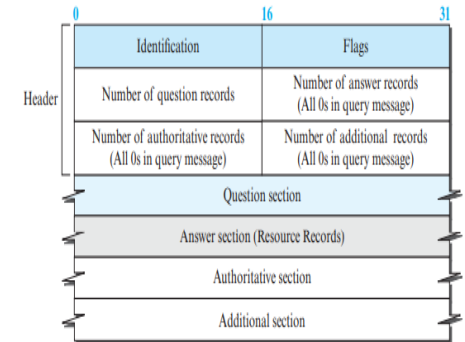 0 16 31
Identification Flags
Header
Number of question records
Number of answer records
(All 0s in query message)
Number of authoritative records
(All 0s in query message)
Number of additional records
(All 0s in query message)
Question section
Answer section (Resource Records)
Authoritative section
Additional section